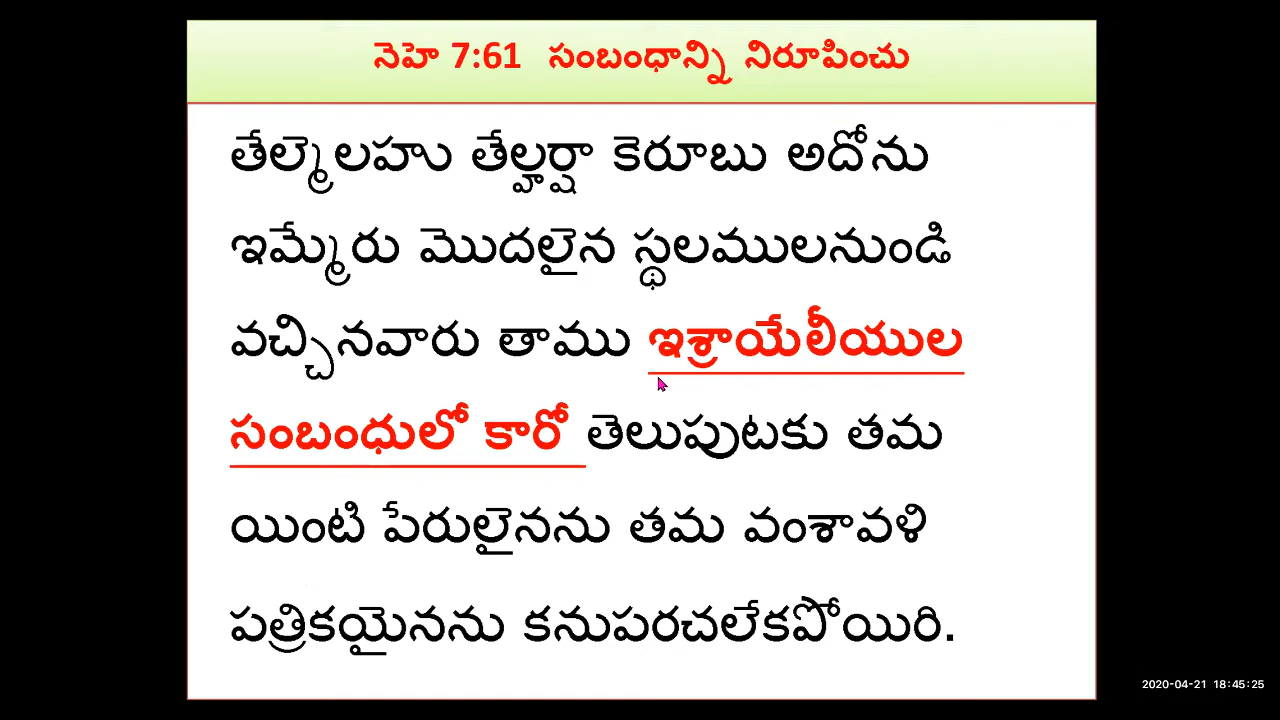 నెహె 7:61 సంబంధాన్ని నిరూపించు
తేల్మెలహు తేల్హర్షా కెరూబు అదోను
ఇమ్మేరు మొదలైన స్థలములనుండి
వచ్చినవారు తాము ఇశ్రాయేలీయుల
సంబంధులో కారో తెలుపుటకు తమ
యింటి పేరులైనను తమ వంశావళి
పత్రికయైనను కనుపరచలేకపోయిరి.
2020-04-21 18:45:25